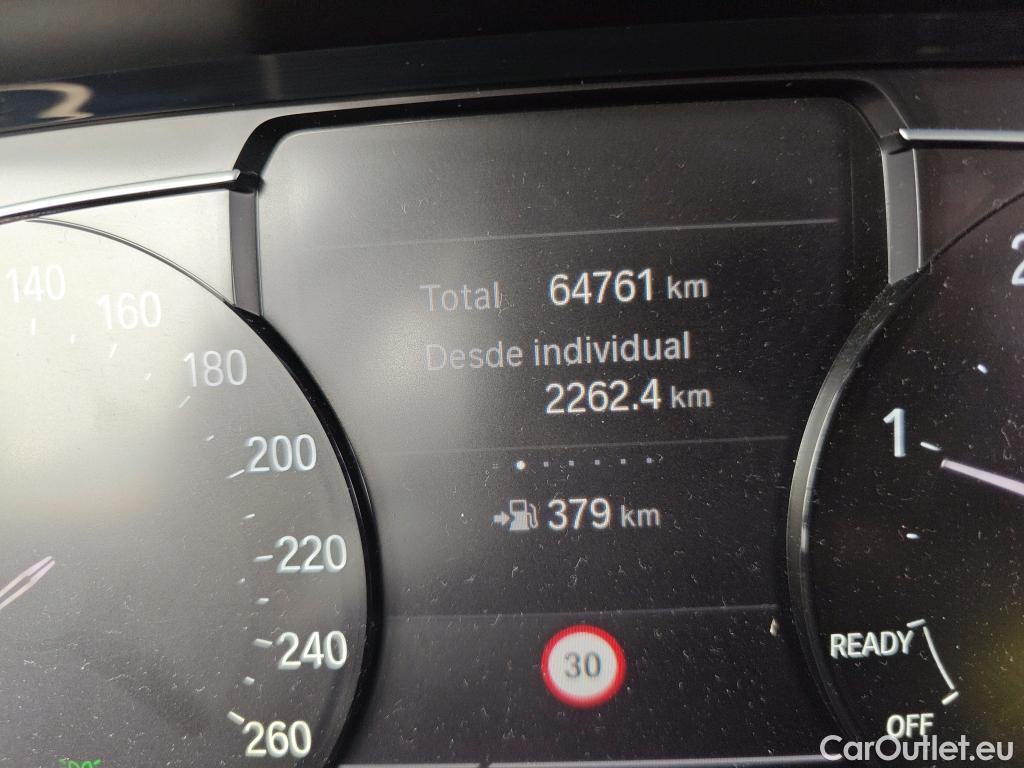 140
160
180
200
220
240
260
Total 64761 km
Desde individual
2262.4 km
379 km
30
2
1
READY
OFF
CarOutlet.eu